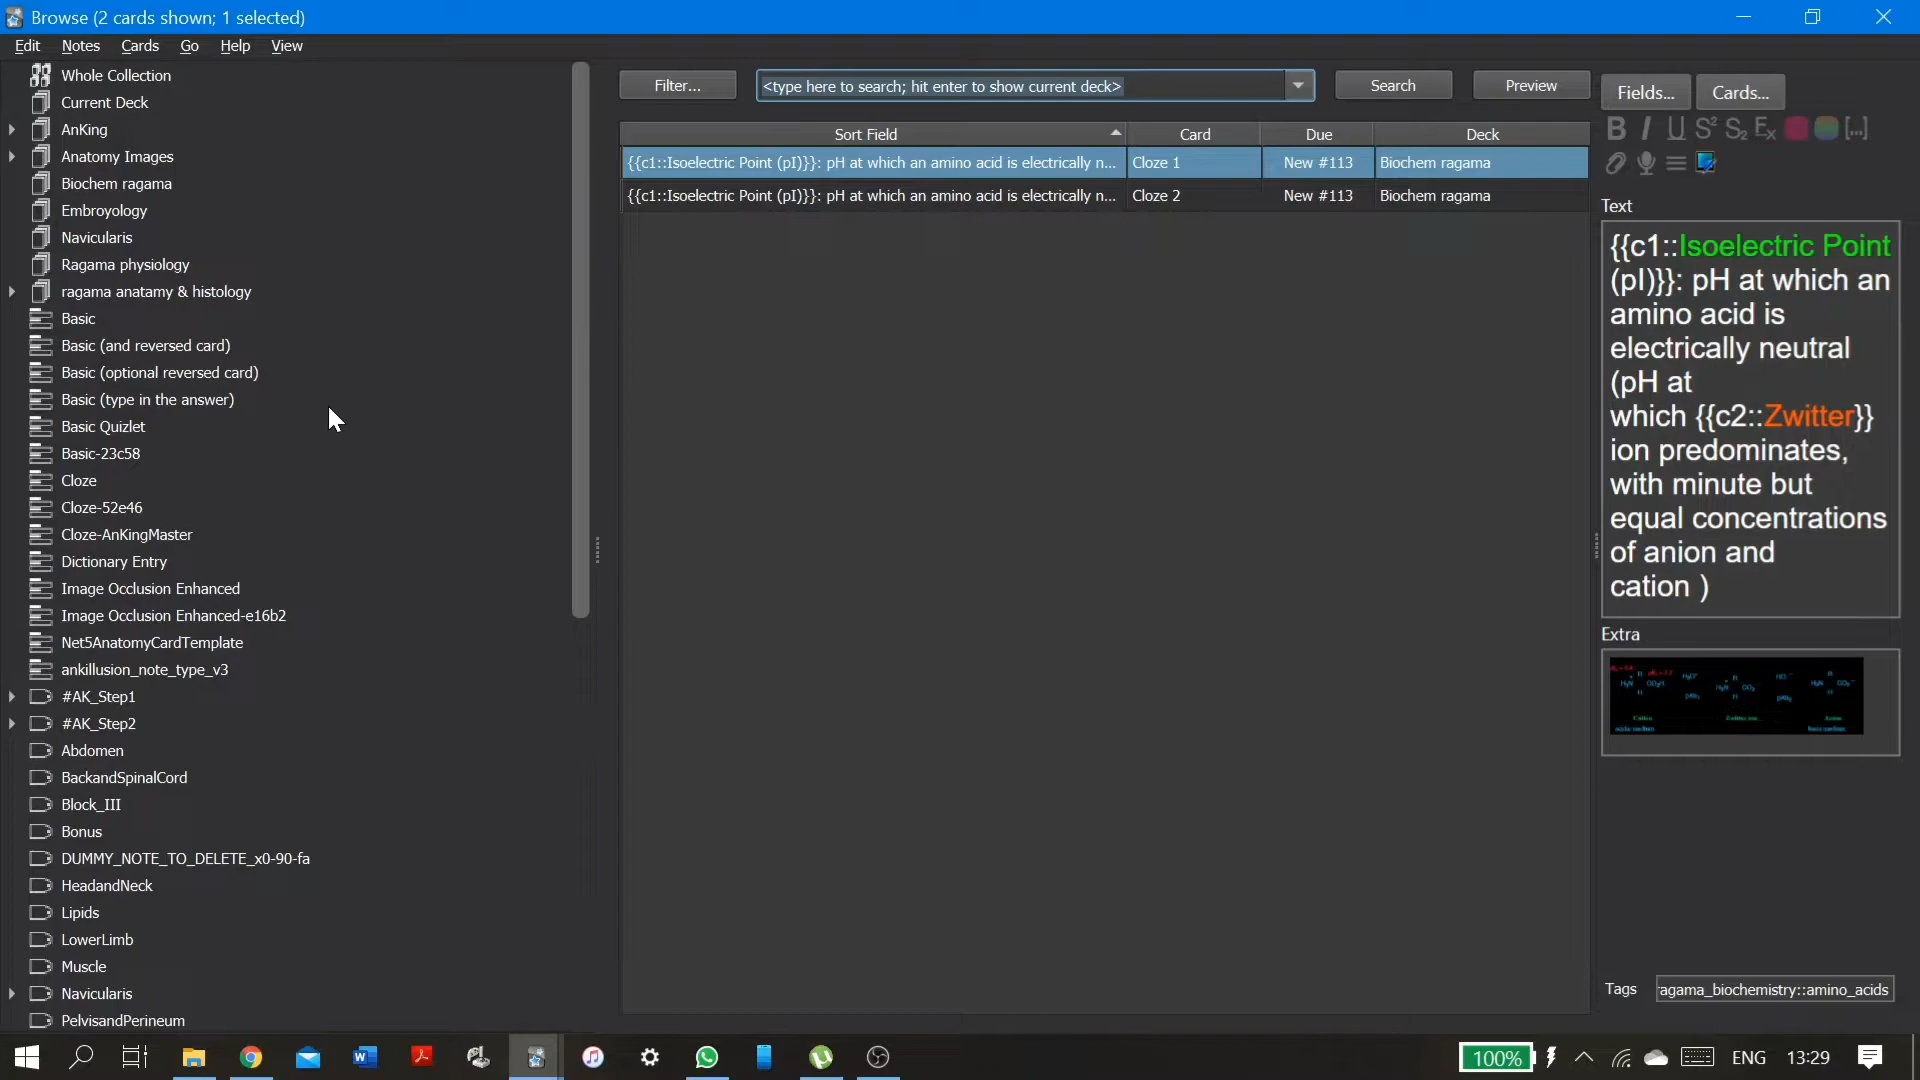 Browse (2 cards shown; 1 selected)
Edit Notes Cards Go Help View
Whole Collection
Current Deck
AnKing
Anatomy Images
Biochem ragama
Embroyology
Navicularis
Ragama physiology
ragama anatamy & histology
Basic
Basic (and reversed card)
Basic (optional reversed card)
Basic (type in the answer)
Basic Quizlet
Basic-23c58
Cloze
Cloze-52e46
Cloze-AnKingMaster
Dictionary Entry
Image Occlusion Enhanced
Image Occlusion Enhanced-e16b2
Net5AnatomyCardTemplate
ankillusion_note_type_v3
#AK_Step1
#AK_Step2
Abdomen
BackandSpinalCord
Block_III
Bonus
DUMMY_NOTE_TO_DELETE_x0-90-fa
HeadandNeck
Lipids
LowerLimb
Muscle
Navicularis
PelvisandPerineum
Filter... <type here to search; hit enter to show current deck> Search Preview
Sort Field Card Due Deck
{{c1::Isoelectric Point (pI)}}: pH at which an amino acid is electrically n... Cloze 1 New #113 Biochem ragama
{{c1::Isoelectric Point (pI)}}: pH at which an amino acid is electrically n... Cloze 2 New #113 Biochem ragama
Fields... Cards...
B I U S² S₂ Ex [...]
Text
{{c1::Isoelectric Point
(pI)}}: pH at which an
amino acid is
electrically neutral
(pH at
which {{c2::Zwitter}}
ion predominates,
with minute but
equal concentrations
of anion and
cation )
Extra
Cation
Anion
Tags agama_biochemistry::amino_acids
100% ENG 13:29